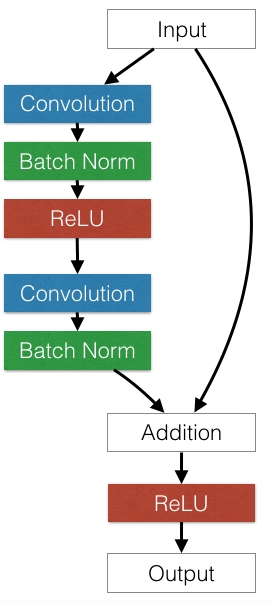 Input
Convolution
Batch Norm
ReLU
Convolution
Batch Norm
Addition
ReLU
Output